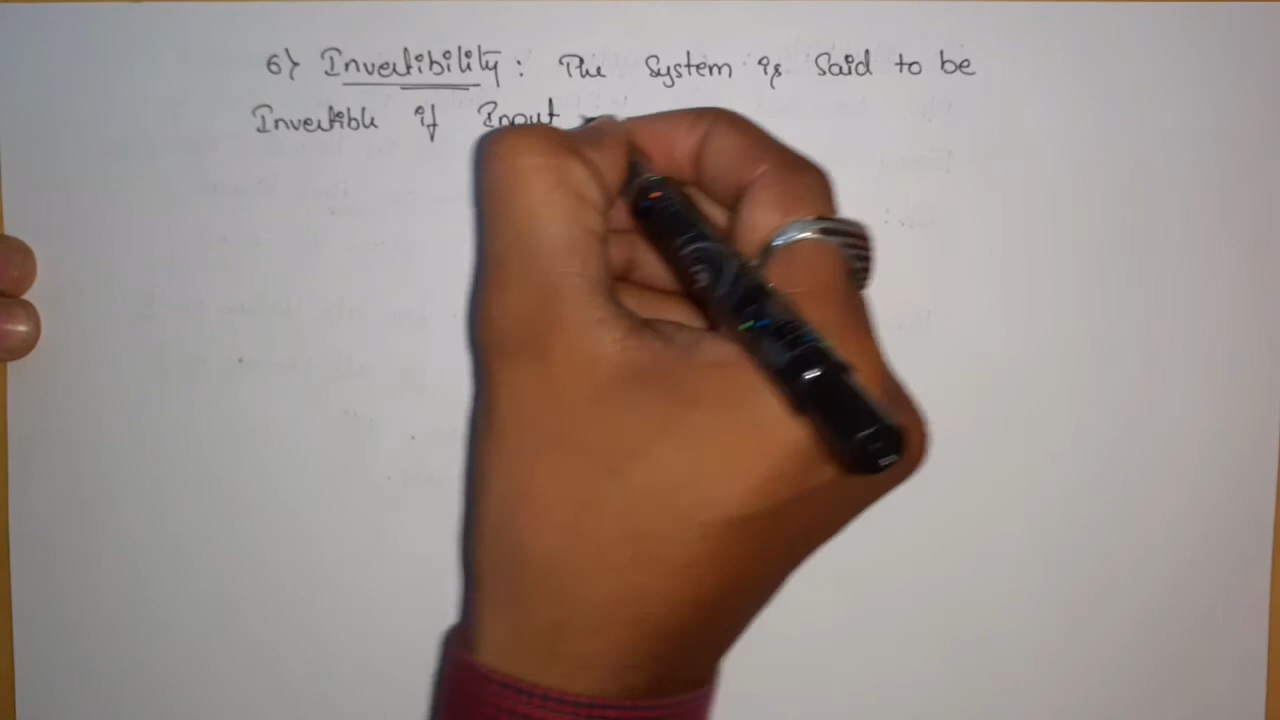 6) Invertibility : The System is Said to be
Invertible if Input